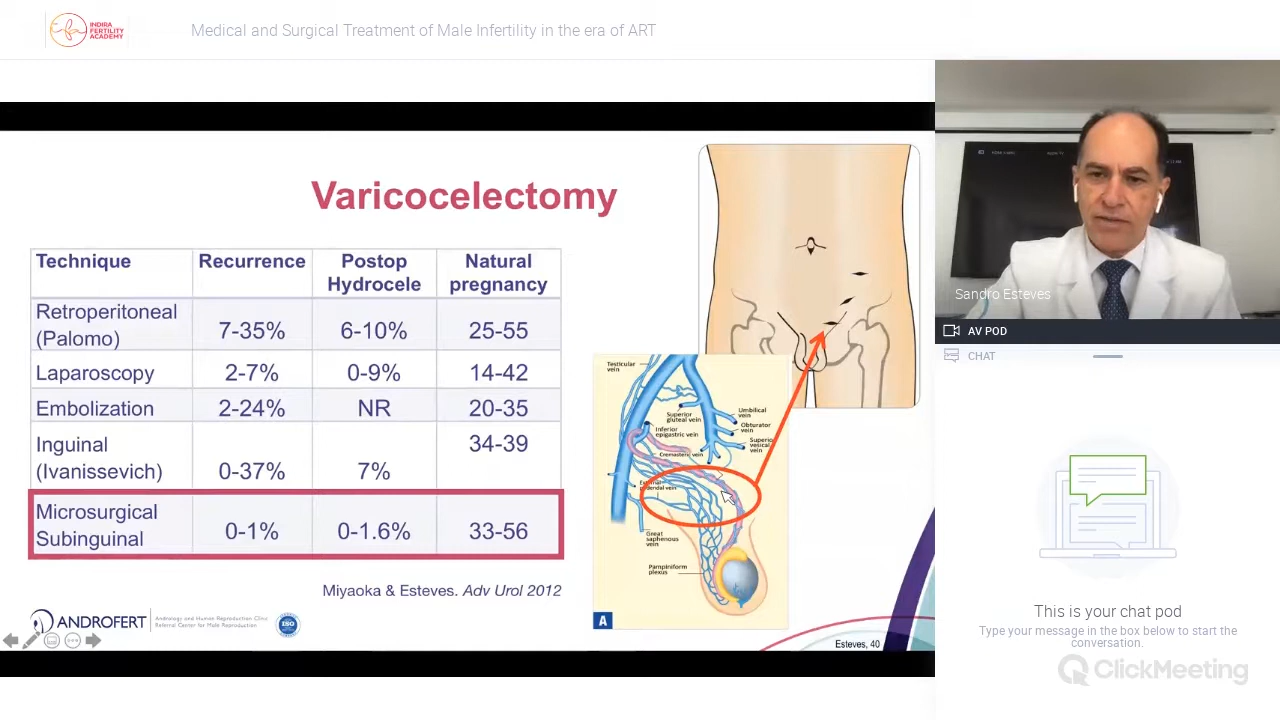 INDIRA
FERTILITY
ACADEMY
Medical and Surgical Treatment of Male Infertility in the era of ART
Varicocelectomy
Technique Recurrence Postop Hydrocele Natural pregnancy
Retroperitoneal (Palomo) 7-35% 6-10% 25-55
Laparoscopy 2-7% 0-9% 14-42
Embolization 2-24% NR 20-35
Inguinal (Ivanissevich) 0-37% 7% 34-39
Microsurgical Subinguinal 0-1% 0-1.6% 33-56
Miyaoka & Esteves. Adv Urol 2012
ANDROFERT
Andrology and Human Reproduction Clinic
Referral Center for Male Reproduction
ISO
Testicular
vein
Superior
gluteal vein
Inferior
epigastric vein
Cremasteric vein
Umbilical
vein
Obturator
vein
Superior
vesical vein
External
pudendal vein
Great
saphenous
vein
Pampiniform
plexus
A
Esteves, 40
Sandro Esteves
AV POD
CHAT
This is your chat pod
Type your message in the box below to start the
conversation.
ClickMeeting